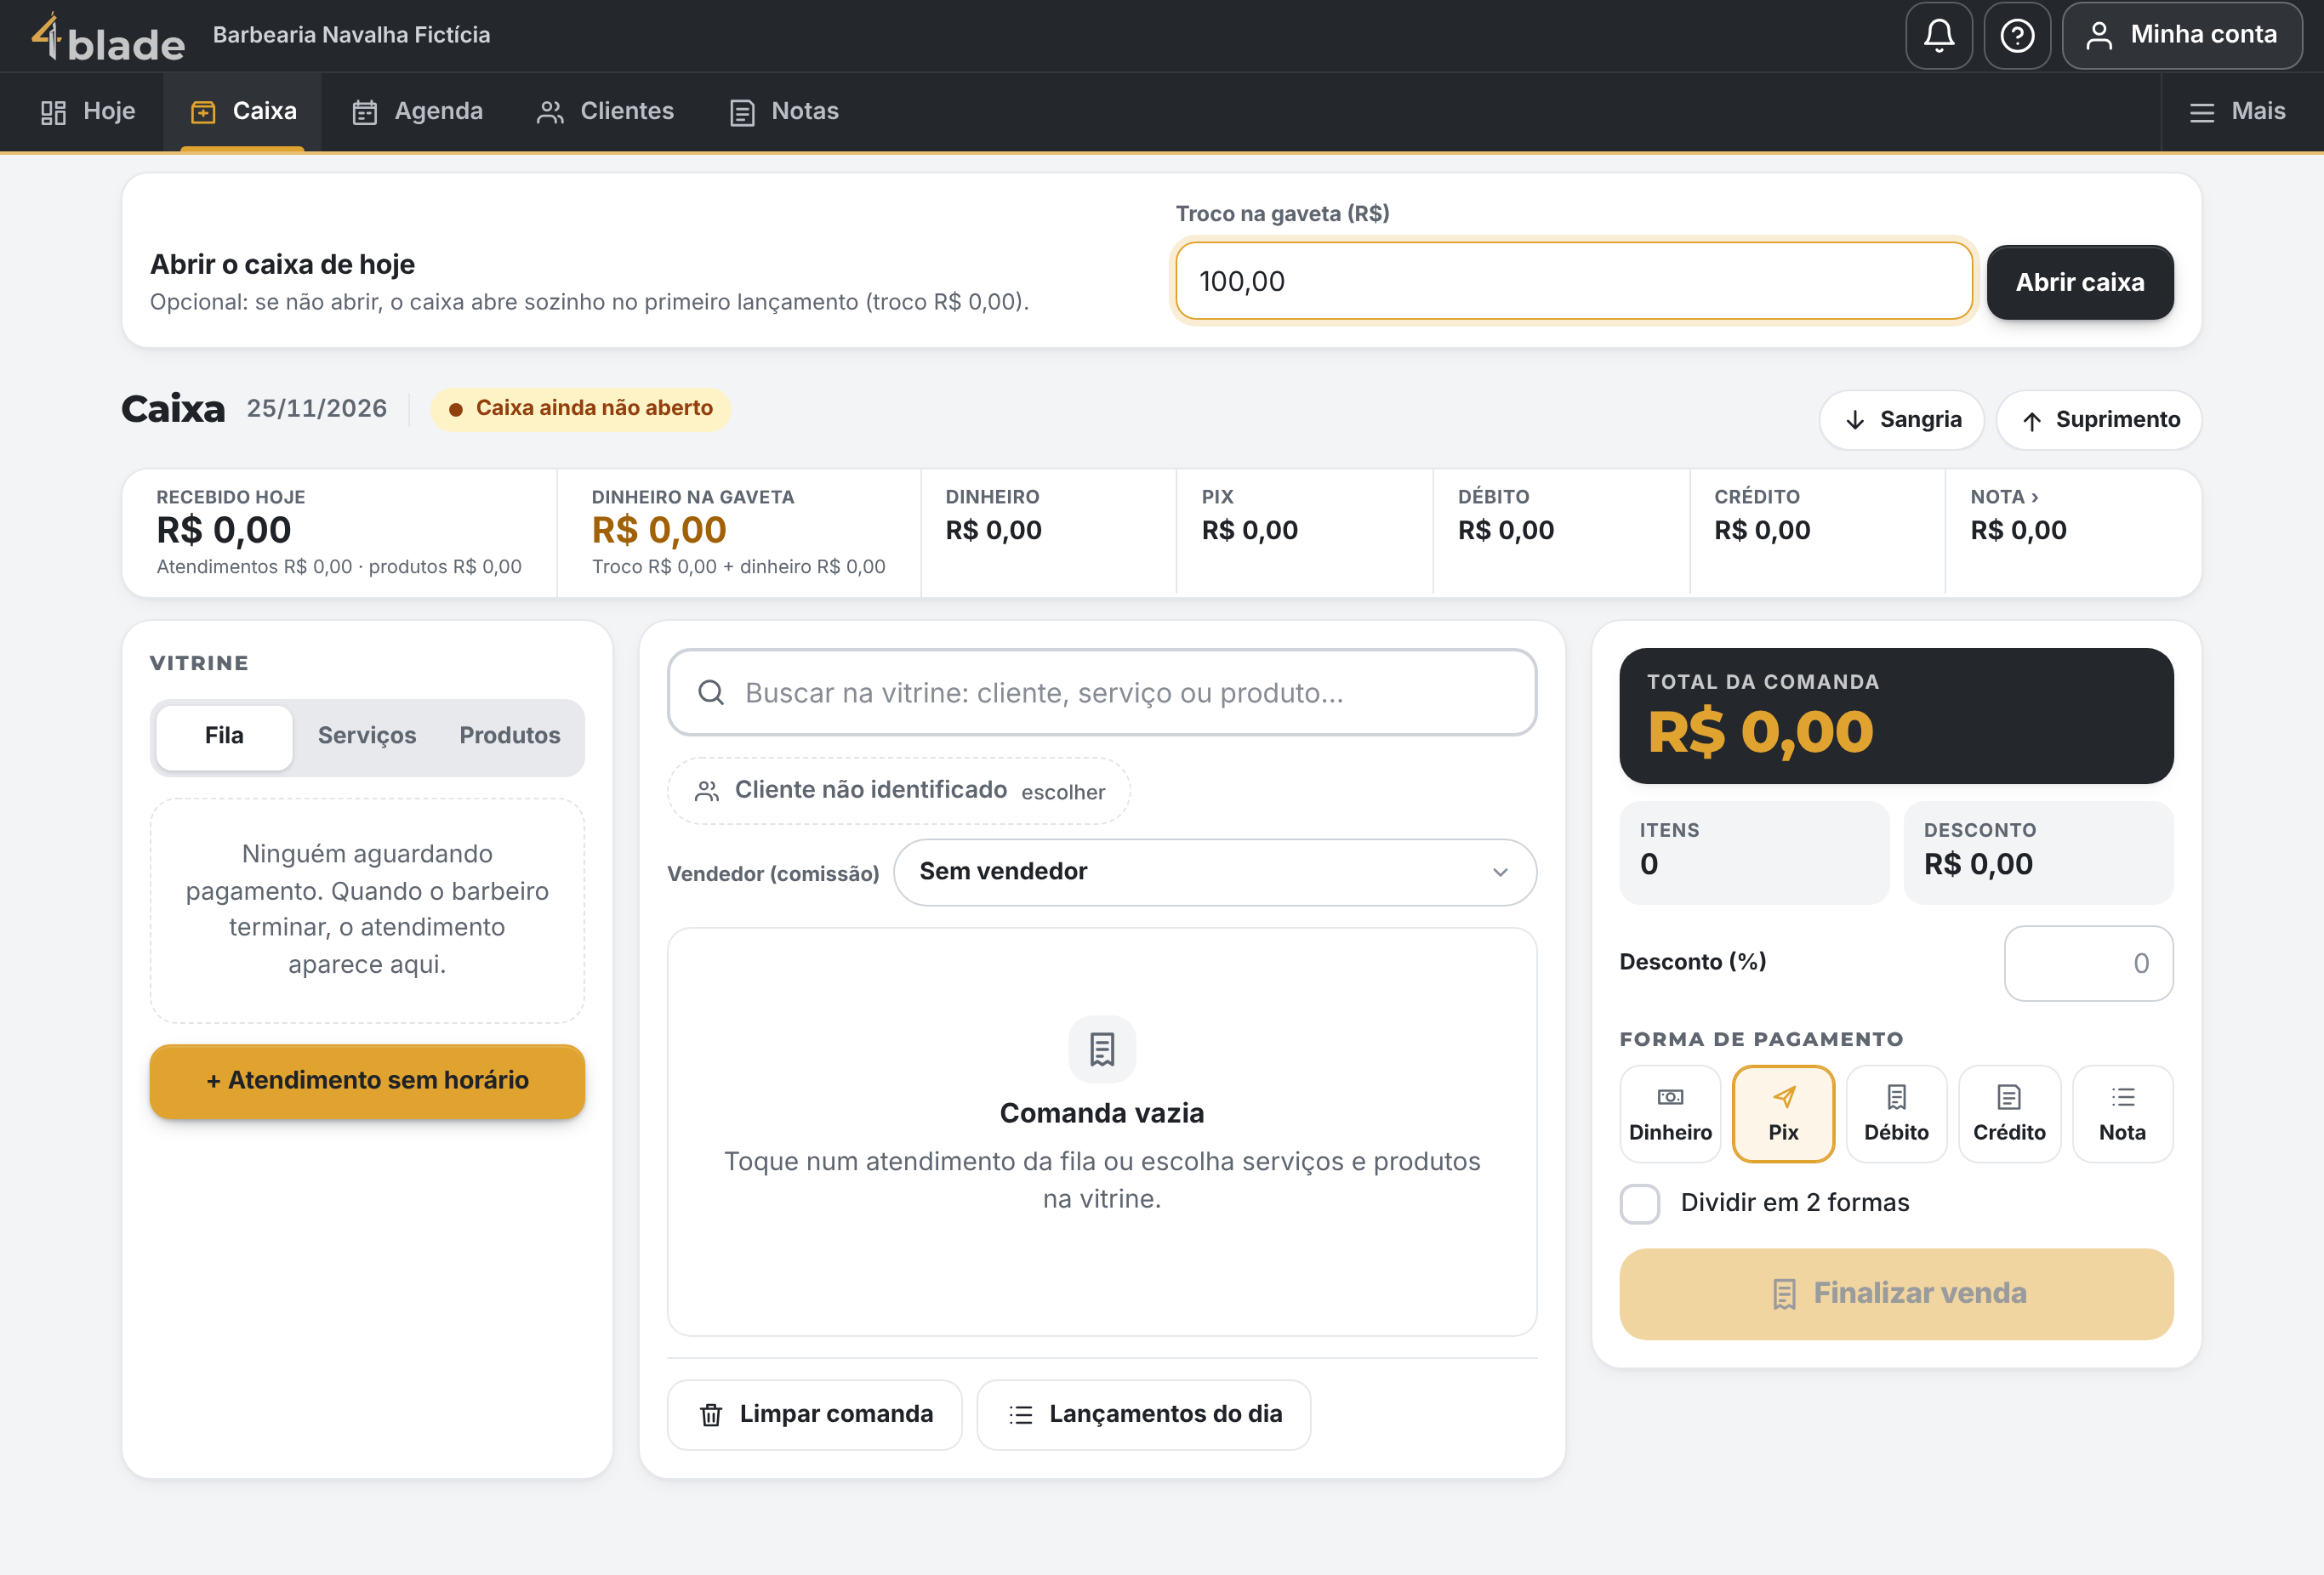 4blade
Barbearia Navalha Fictícia
Minha conta
Hoje
Caixa
Agenda
Clientes
Notas
Mais
Troco na gaveta (R$)
Abrir o caixa de hoje
Opcional: se não abrir, o caixa abre sozinho no primeiro lançamento (troco R$ 0,00).
100,00
Abrir caixa
Caixa 25/11/2026
Caixa ainda não aberto
Sangria
Suprimento
RECEBIDO HOJE
R$ 0,00
Atendimentos R$ 0,00 · produtos R$ 0,00
DINHEIRO NA GAVETA
R$ 0,00
Troco R$ 0,00 + dinheiro R$ 0,00
DINHEIRO
R$ 0,00
PIX
R$ 0,00
DÉBITO
R$ 0,00
CRÉDITO
R$ 0,00
NOTA ›
R$ 0,00
VITRINE
Fila
Serviços
Produtos
Ninguém aguardando
pagamento. Quando o barbeiro
terminar, o atendimento
aparece aqui.
+ Atendimento sem horário
Buscar na vitrine: cliente, serviço ou produto...
Cliente não identificado escolher
Vendedor (comissão)
Sem vendedor
Comanda vazia
Toque num atendimento da fila ou escolha serviços e produtos
na vitrine.
Limpar comanda
Lançamentos do dia
TOTAL DA COMANDA
R$ 0,00
ITENS
0
DESCONTO
R$ 0,00
Desconto (%)
0
FORMA DE PAGAMENTO
Dinheiro
Pix
Débito
Crédito
Nota
Dividir em 2 formas
Finalizar venda